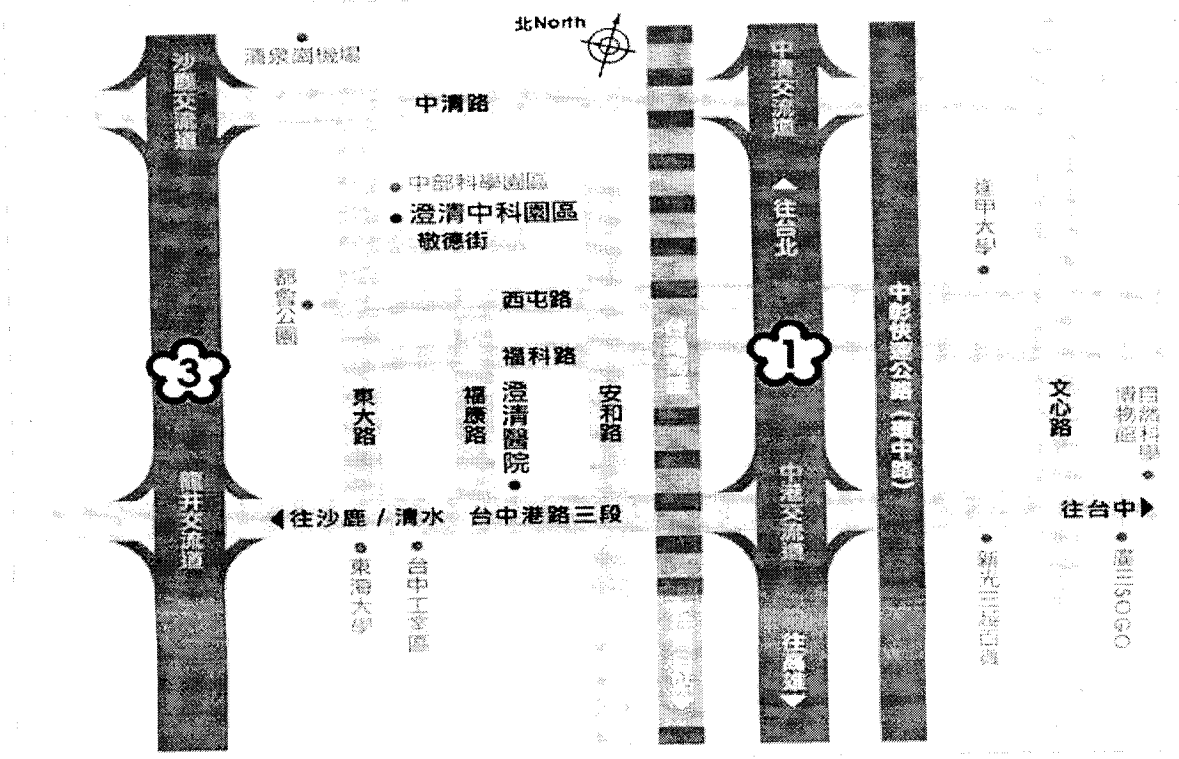 北North
沙鹿交流道
清泉崗機場
中清路
中清交流道
中部科學園區
澄清中科園區
敬德街
往台北
逢甲大學
都會公園
西屯路
福科路
3
1
中彰快速公路（環中路）
東大路
福康路
澄清醫院
安和路
文心路
自然科學
博物館
龍井交流道
中港交流道
往沙鹿 / 清水
台中港路三段
往台中
東海大學
台中工業區
新光三越百貨
廣三SOGO
往高雄